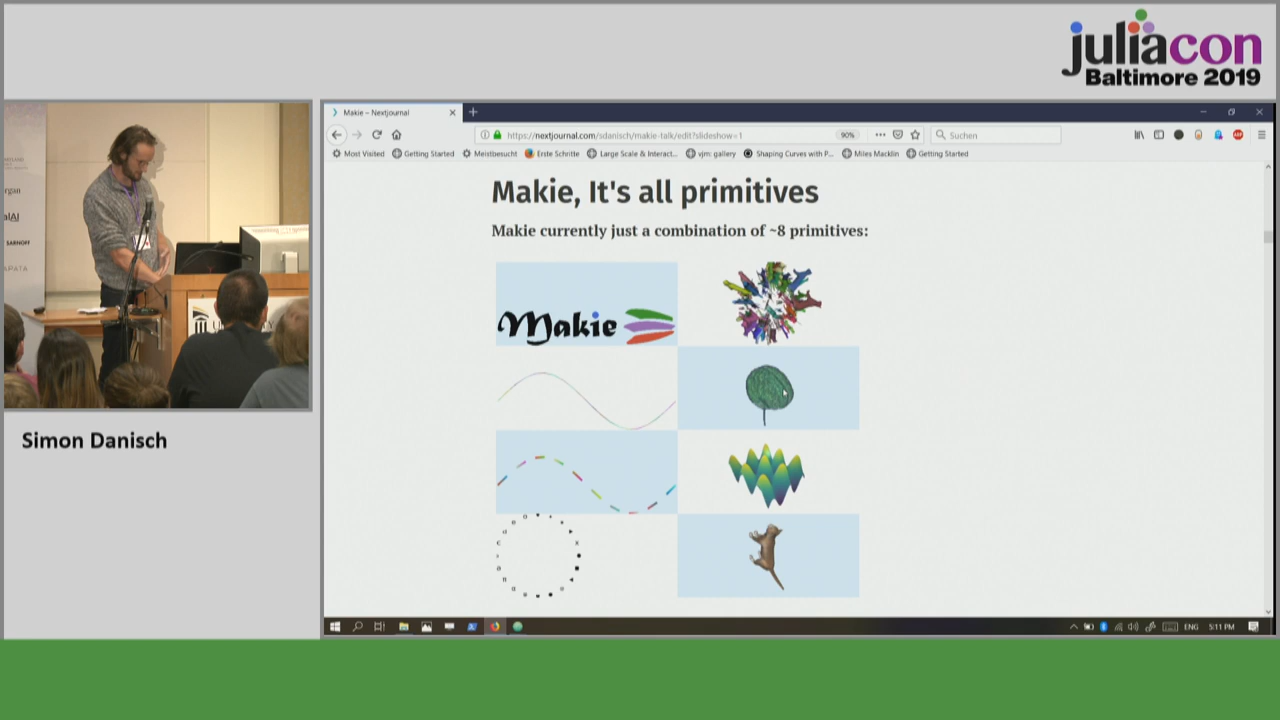 juliacon
Baltimore 2019
Makie – Nextjournal
https://nextjournal.com/sdanisch/makie-talk/edit?slideshow=1
90%
Suchen
Most Visited
Getting Started
Meistbesucht
Erste Schritte
Large Scale & Interact...
vjm: gallery
Shaping Curves with P...
Miles Macklin
Getting Started
Makie, It's all primitives
Makie currently just a combination of ~8 primitives:
Makie
SARNOFF
Simon Danisch
ENG
5:11 PM